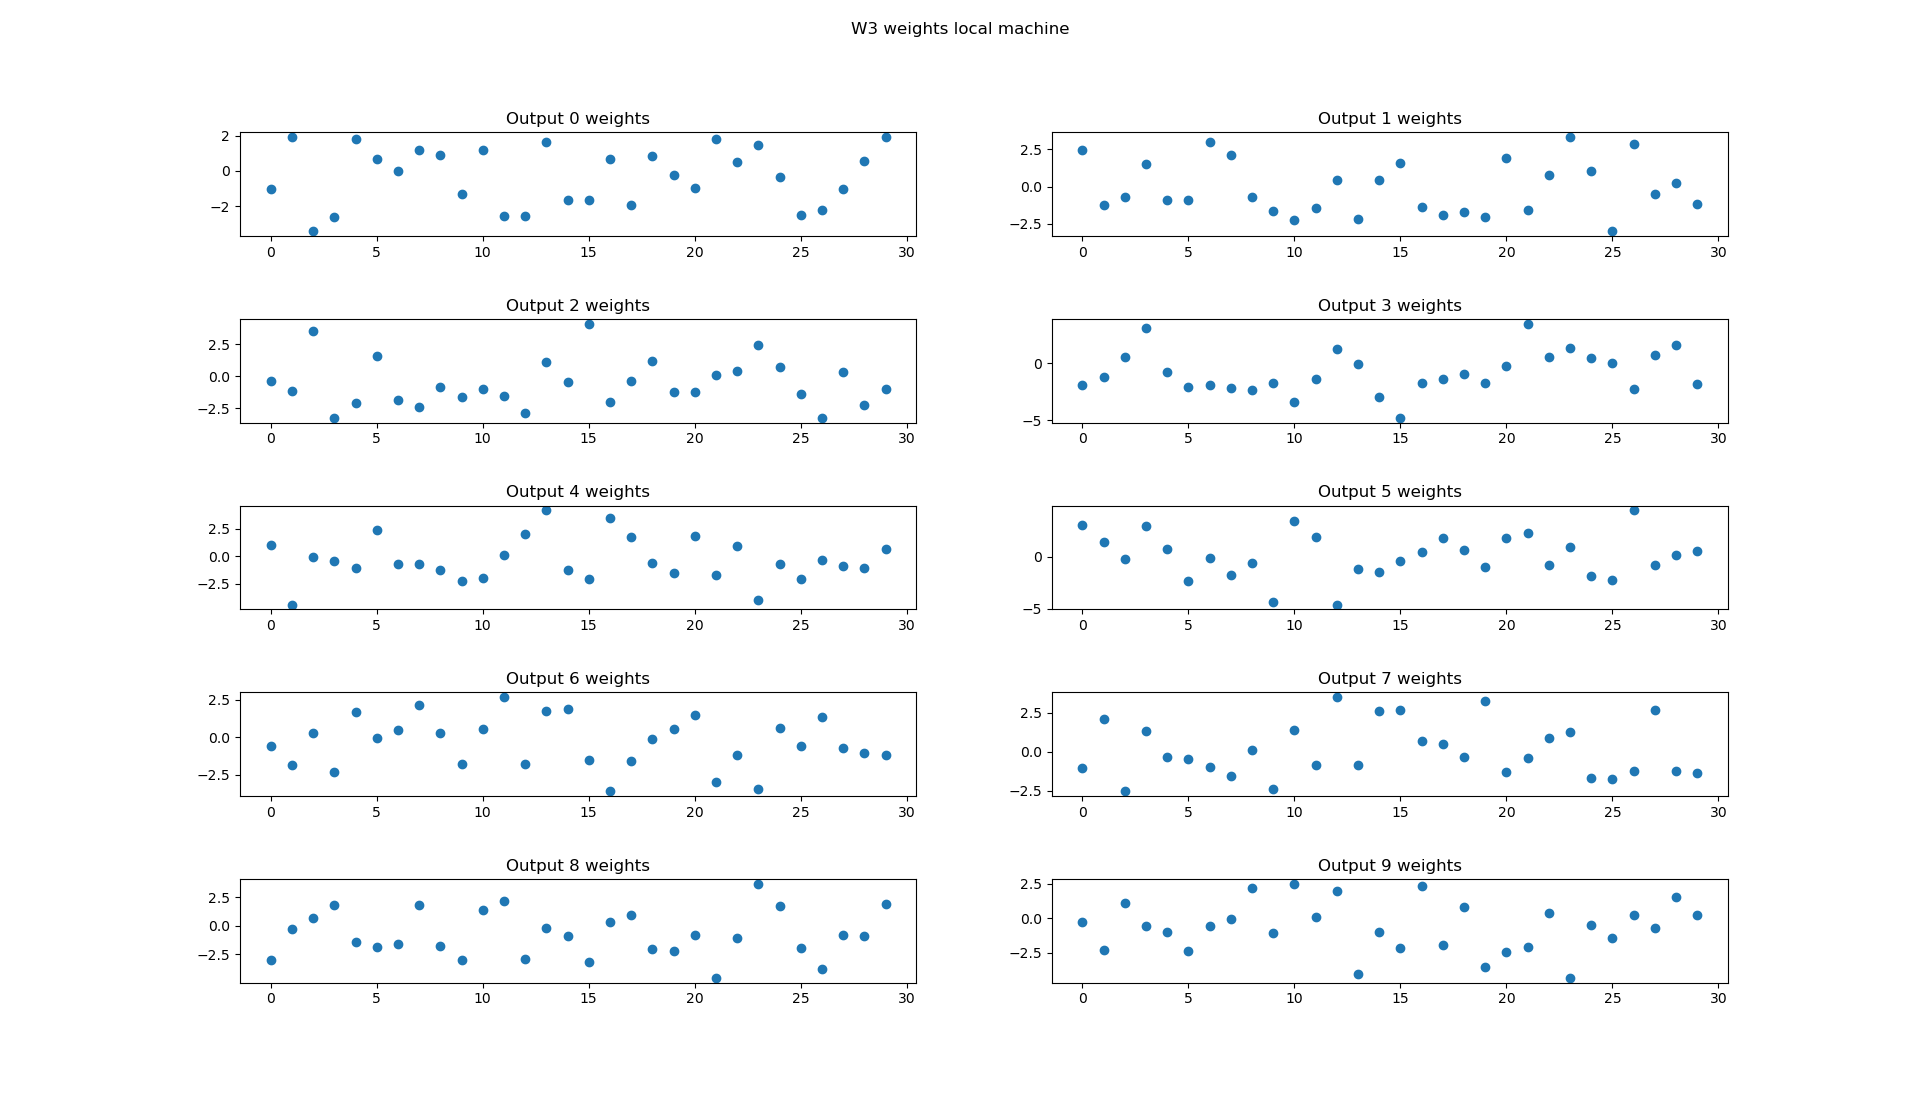 W3 weights local machine
Output 0 weights
2
0
−2
0 5 10 15 20 25 30
Output 1 weights
2.5
0.0
−2.5
0 5 10 15 20 25 30
Output 2 weights
2.5
0.0
−2.5
0 5 10 15 20 25 30
Output 3 weights
0
−5
0 5 10 15 20 25 30
Output 4 weights
2.5
0.0
−2.5
0 5 10 15 20 25 30
Output 5 weights
0
−5
0 5 10 15 20 25 30
Output 6 weights
2.5
0.0
−2.5
0 5 10 15 20 25 30
Output 7 weights
2.5
0.0
−2.5
0 5 10 15 20 25 30
Output 8 weights
2.5
0.0
−2.5
0 5 10 15 20 25 30
Output 9 weights
2.5
0.0
−2.5
0 5 10 15 20 25 30